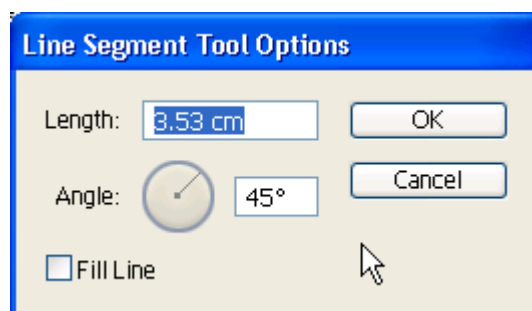 Line Segment Tool Options
Length: 3.53 cm OK
Angle: 45° Cancel
Fill Line